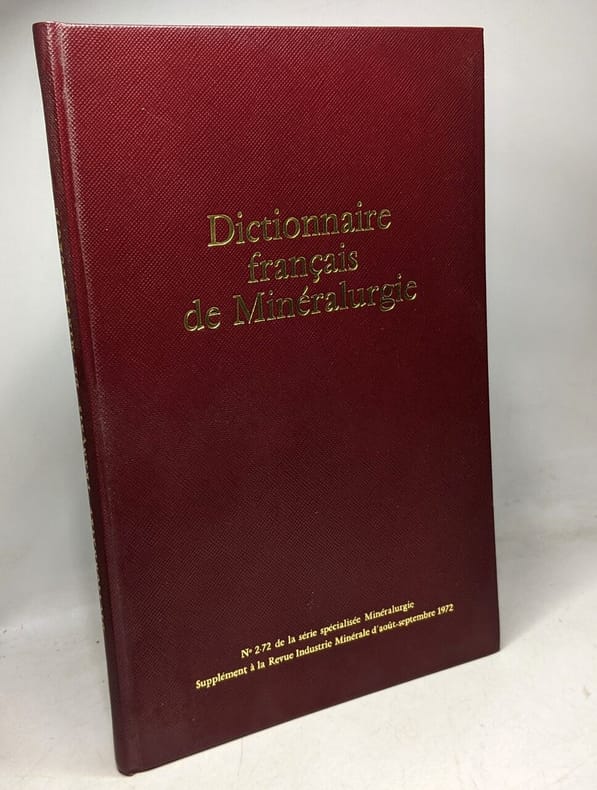 Dictionnaire
français
de Minéralurgie
N° 2-72 de la série spécialisée Minéralurgie
Supplément à la Revue Industrie Minérale d'août-septembre 1972